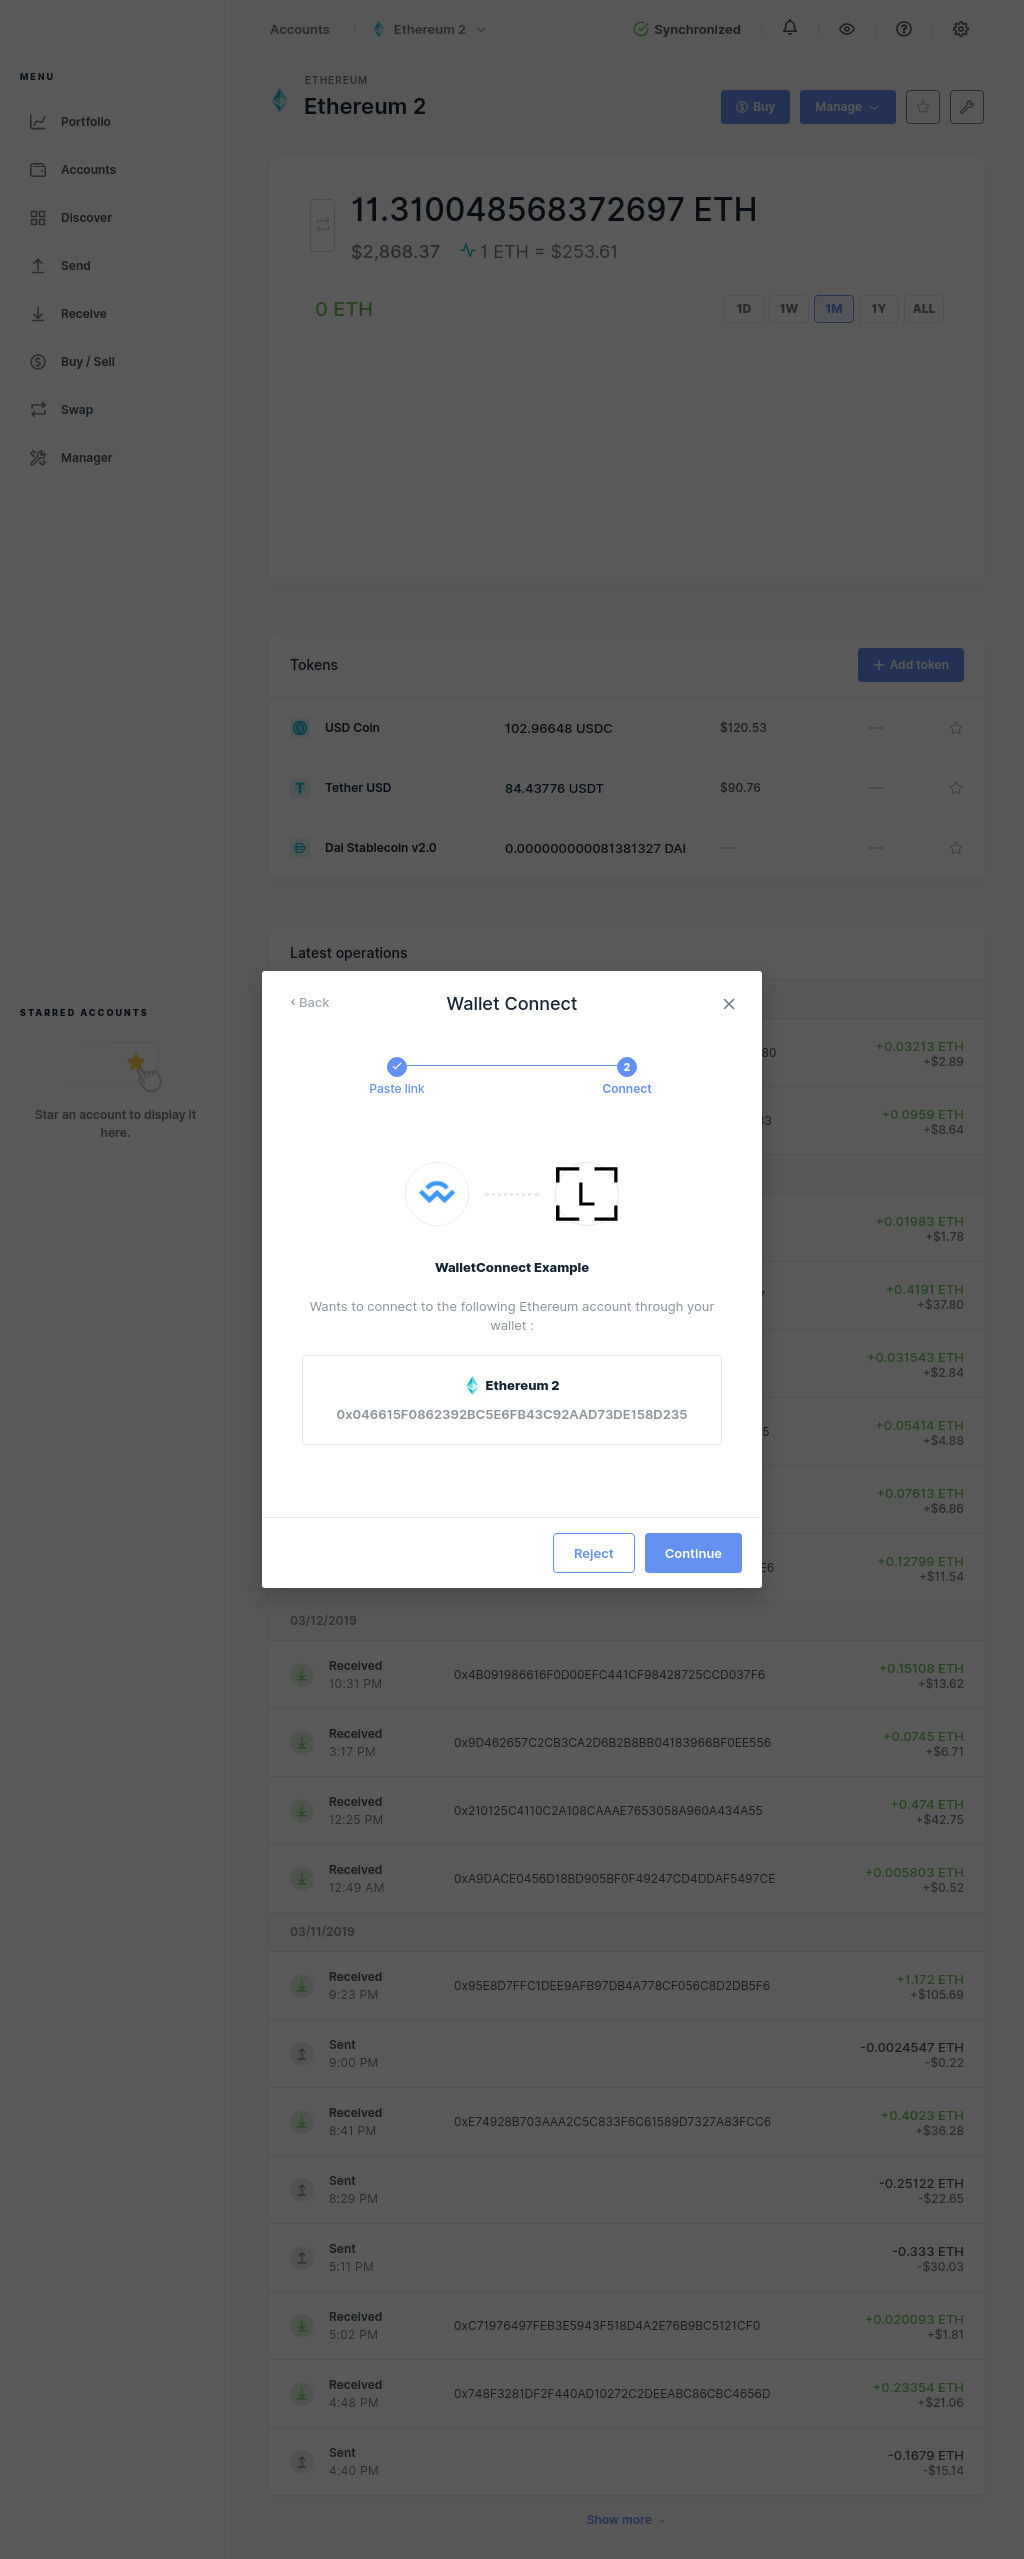 Accounts / Ethereum 2
Synchronized
MENU
Portfolio
Accounts
Discover
Send
Receive
Buy / Sell
Swap
Manager
STARRED ACCOUNTS
Star an account to display it
here.
ETHEREUM
Ethereum 2
Buy
Manage
11.310048568372697 ETH
$2,868.37 1 ETH = $253.61
0 ETH
1D 1W 1M 1Y ALL
Tokens
Add token
USD Coin 102.96648 USDC $120.53 —
Tether USD 84.43776 USDT $90.76 —
Dai Stablecoin v2.0 0.000000000081381327 DAI — —
Latest operations
Back
Wallet Connect
2
Paste link
Connect
L
WalletConnect Example
Wants to connect to the following Ethereum account through your
wallet :
Ethereum 2
0x046615F0862392BC5E6FB43C92AAD73DE158D235
Reject
Continue
80 +0.03213 ETH
+$2.89
+0.0959 ETH
+$8.64
+0.01983 ETH
+$1.78
+0.4191 ETH
+$37.80
+0.031543 ETH
+$2.84
5 +0.05414 ETH
+$4.88
+0.07613 ETH
+$6.86
E6 +0.12799 ETH
+$11.54
03/12/2019
Received 0x4B091986616F0D00EFC441CF98428725CCD037F6 +0.15108 ETH
10:31 PM +$13.62
Received 0x9D462657C2CB3CA2D6B2B8BB04183966BF0EE556 +0.0745 ETH
3:17 PM +$6.71
Received 0x210125C4110C2A108CAAAE7653058A960A434A55 +0.474 ETH
12:25 PM +$42.75
Received 0xA9DACE0456D18BD905BF0F49247CD4DDAF5497CE +0.005803 ETH
12:49 AM +$0.52
03/11/2019
Received 0x95E8D7FFC1DEE9AFB97DB4A778CF056C8D2DB5F6 +1.172 ETH
9:23 PM +$105.69
Sent -0.0024547 ETH
9:00 PM -$0.22
Received 0xE74928B703AAA2C5C833F6C61589D7327A83FCC6 +0.4023 ETH
8:41 PM +$36.28
Sent -0.25122 ETH
8:29 PM -$22.65
Sent -0.333 ETH
5:11 PM -$30.03
Received 0xC71976497FEB3E5943F518D4A2E76B9BC5121CF0 +0.020093 ETH
5:02 PM +$1.81
Received 0x748F3281DF2F440AD10272C2DEEABC86CBC4656D +0.23354 ETH
4:48 PM +$21.06
Sent -0.1679 ETH
4:40 PM -$15.14
Show more